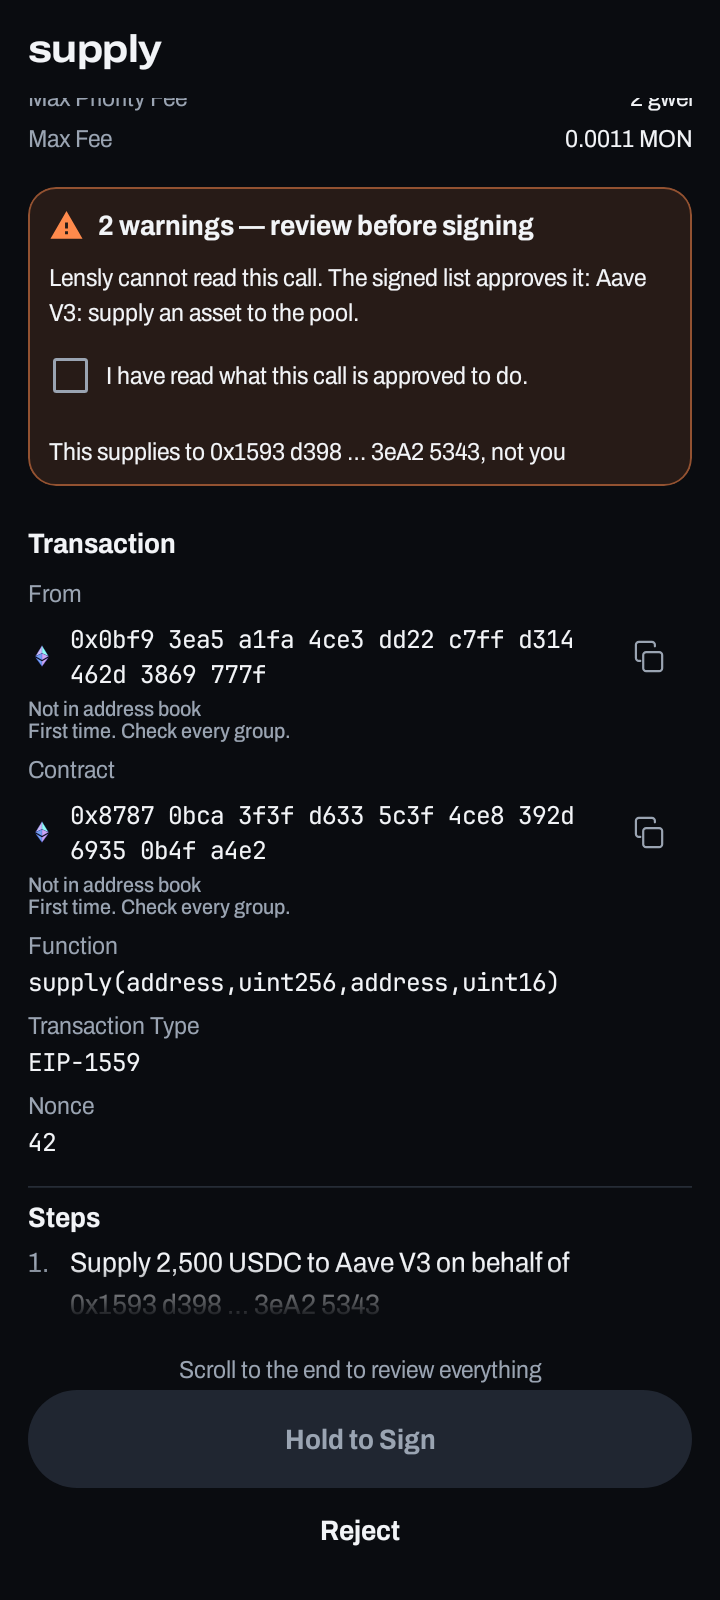 supply
Max Priority Fee 2 gwei
Max Fee 0.0011 MON
2 warnings — review before signing
Lensly cannot read this call. The signed list approves it: Aave
V3: supply an asset to the pool.
I have read what this call is approved to do.
This supplies to 0x1593 d398 ... 3eA2 5343, not you
Transaction
From
0x0bf9 3ea5 a1fa 4ce3 dd22 c7ff d314
462d 3869 777f
Not in address book
First time. Check every group.
Contract
0x8787 0bca 3f3f d633 5c3f 4ce8 392d
6935 0b4f a4e2
Not in address book
First time. Check every group.
Function
supply(address,uint256,address,uint16)
Transaction Type
EIP-1559
Nonce
42
Steps
1. Supply 2,500 USDC to Aave V3 on behalf of
0x1593 d398 ... 3eA2 5343
Scroll to the end to review everything
Hold to Sign
Reject